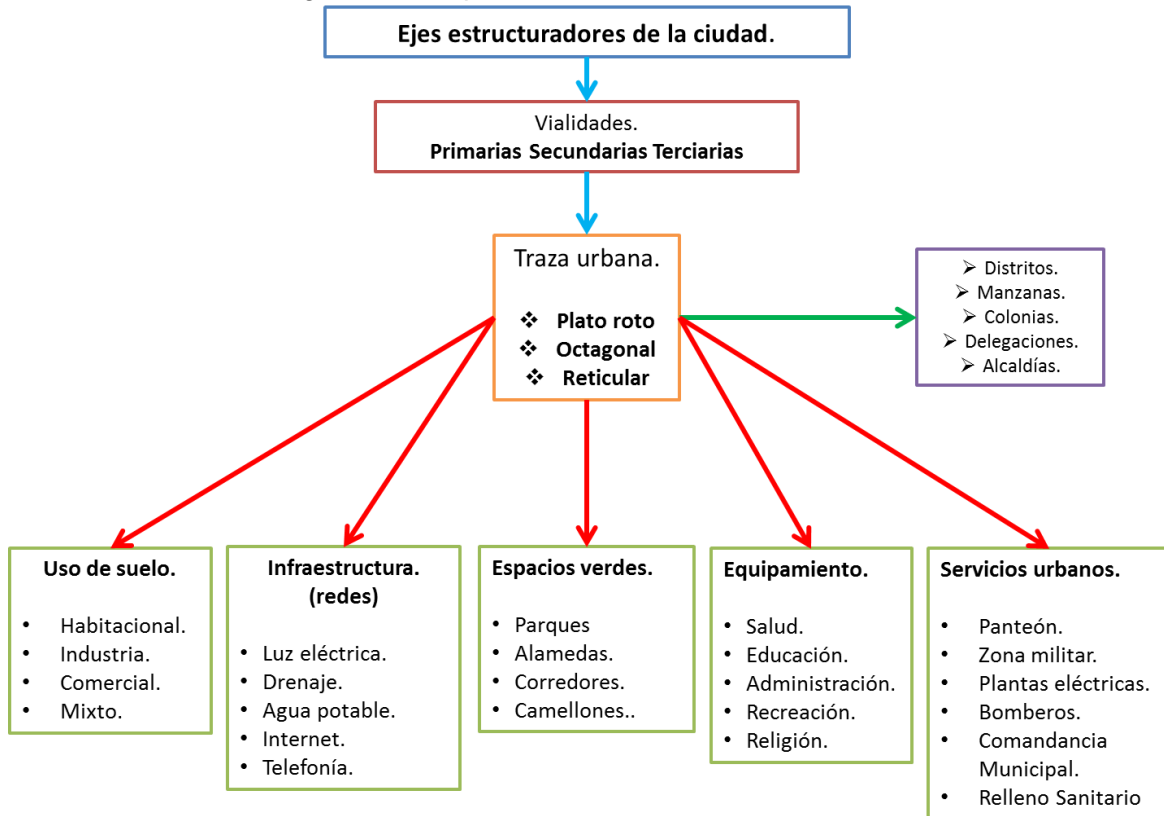 Ejes estructuradores de la ciudad.
Vialidades.
Primarias Secundarias Terciarias
Traza urbana.
❖ Plato roto
❖ Octagonal
❖ Reticular
➢ Distritos.
➢ Manzanas.
➢ Colonias.
➢ Delegaciones.
➢ Alcaldías.
Uso de suelo.
• Habitacional.
• Industria.
• Comercial.
• Mixto.
Infraestructura.
(redes)
• Luz eléctrica.
• Drenaje.
• Agua potable.
• Internet.
• Telefonía.
Espacios verdes.
• Parques
• Alamedas.
• Corredores.
• Camellones..
Equipamiento.
• Salud.
• Educación.
• Administración.
• Recreación.
• Religión.
Servicios urbanos.
• Panteón.
• Zona militar.
• Plantas eléctricas.
• Bomberos.
• Comandancia
Municipal.
• Relleno Sanitario